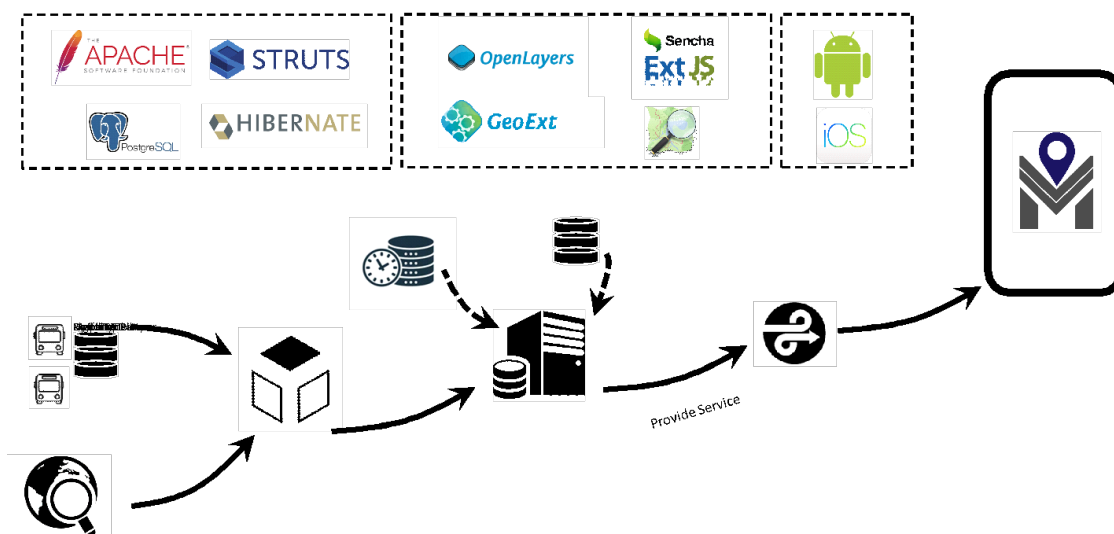 THE
APACHE
SOFTWARE FOUNDATION
STRUTS
PostgreSQL
HIBERNATE
OpenLayers
GeoExt
Sencha
Ext JS
iOS
Provide Service